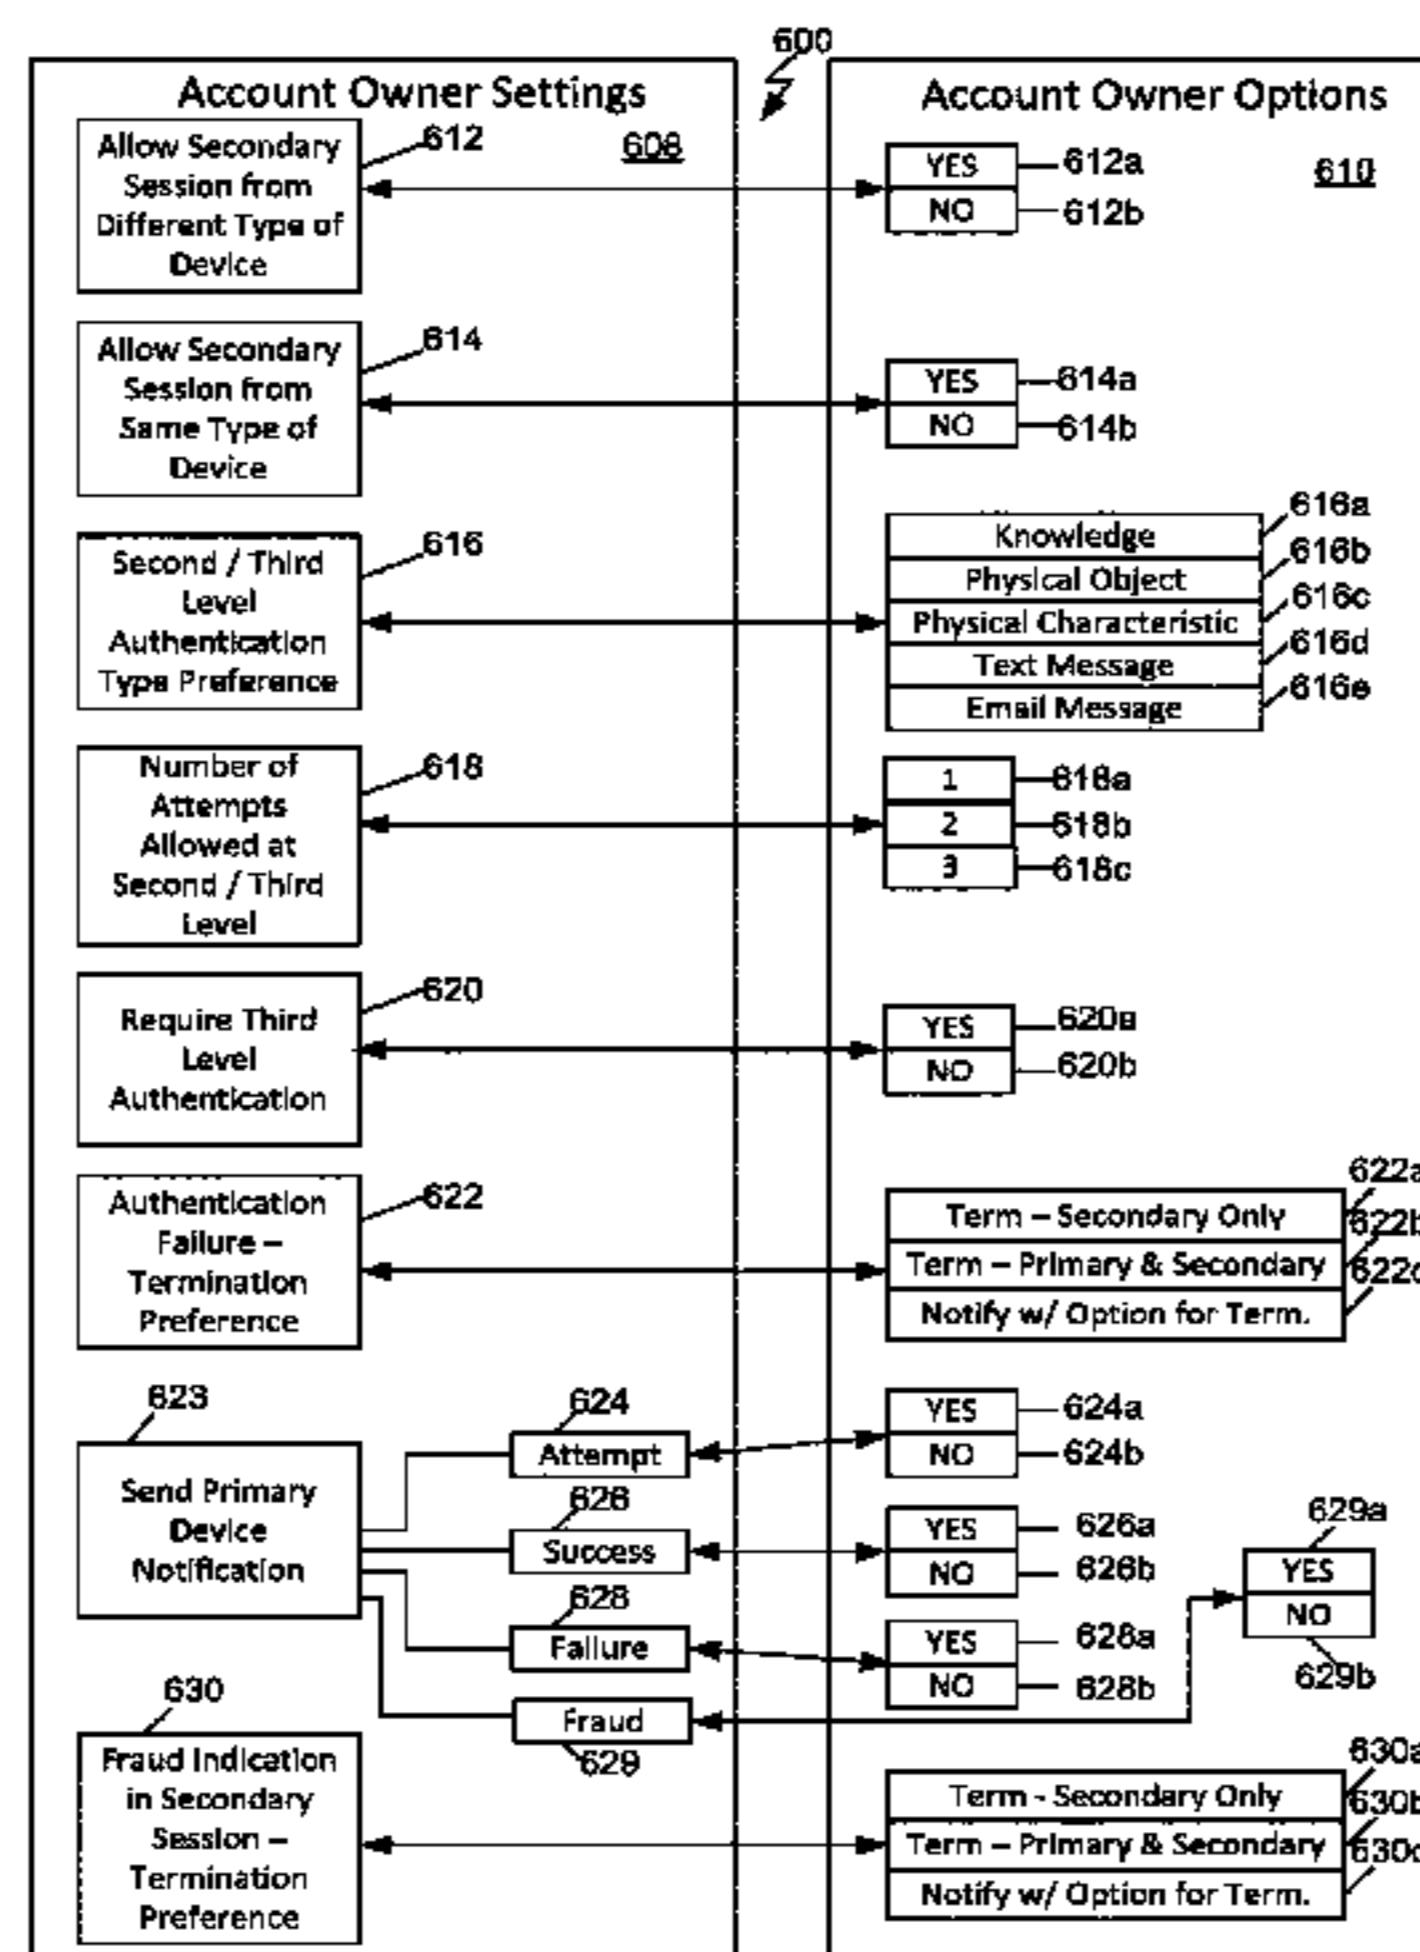 600
Account Owner Settings
608
Account Owner Options
610
Allow Secondary
Session from
Different Type of
Device
612
YES
612a
NO
612b
Allow Secondary
Session from
Same Type of
Device
614
YES
614a
NO
614b
Second / Third
Level
Authentication
Type Preference
616
Knowledge
616a
Physical Object
616b
Physical Characteristic
616c
Text Message
616d
Email Message
616e
Number of
Attempts
Allowed at
Second / Third
Level
618
1
618a
2
618b
3
618c
Require Third
Level
Authentication
620
YES
620a
NO
620b
Authentication
Failure –
Termination
Preference
622
Term – Secondary Only
622a
Term – Primary & Secondary
622b
Notify w/ Option for Term.
622c
623
Send Primary
Device
Notification
624
Attempt
YES
624a
NO
624b
626
Success
YES
626a
NO
626b
628
Failure
YES
628a
NO
628b
Fraud
629
629a
YES
NO
629b
630
Fraud Indication
in Secondary
Session –
Termination
Preference
Term - Secondary Only
630a
Term – Primary & Secondary
630b
Notify w/ Option for Term.
630c